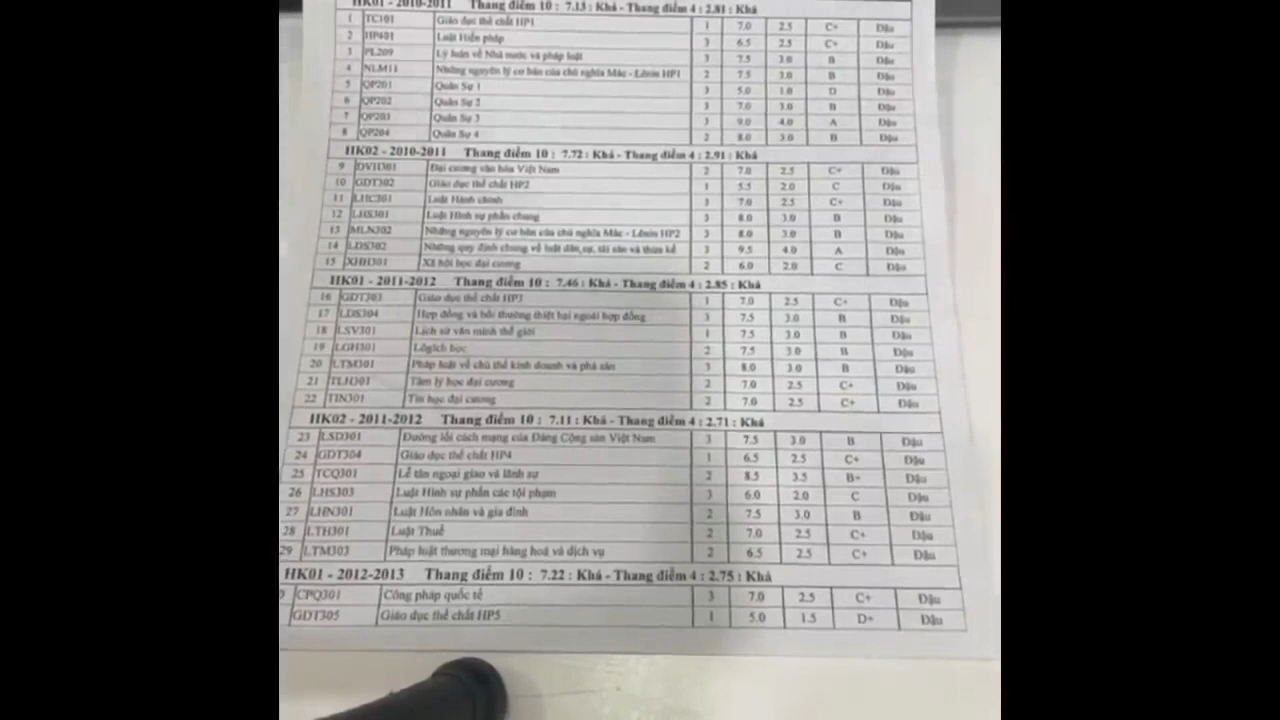 HK01 - 2010-2011 Thang điểm 10 : 7.13 : Khá - Thang điểm 4 : 2.81 : Khá
1 TC301 Giáo dục thể chất HP1 1 7.0 2.5 C+ Đậu
2 HP401 Luật Hiến pháp 3 6.5 2.5 C+ Đậu
3 PL209 Lý luận về Nhà nước và pháp luật 3 7.5 3.0 B Đậu
4 NLM11 Những nguyên lý cơ bản của chủ nghĩa Mác - Lênin HP1 2 7.5 3.0 B Đậu
5 QP201 Quân Sự 1 3 5.0 1.0 D Đậu
6 QP202 Quân Sự 2 3 7.0 3.0 B Đậu
7 QP203 Quân Sự 3 3 9.0 4.0 A Đậu
8 QP204 Quân Sự 4 2 8.0 3.0 B Đậu
HK02 - 2010-2011 Thang điểm 10 : 7.72 : Khá - Thang điểm 4 : 2.91 : Khá
9 DVH301 Đại cương văn hóa Việt Nam 2 7.0 2.5 C+ Đậu
10 GDT302 Giáo dục thể chất HP2 1 5.5 2.0 C Đậu
11 LHC301 Luật Hành chính 3 7.0 2.5 C+ Đậu
12 LHS301 Luật Hình sự phần chung 3 8.0 3.0 B Đậu
13 MLN302 Những nguyên lý cơ bản của chủ nghĩa Mác - Lênin HP2 3 8.0 3.0 B Đậu
14 LDS302 Những quy định chung về luật dân sự, tài sản và thừa kế 3 9.5 4.0 A Đậu
15 XHH301 Xã hội học đại cương 2 6.0 2.0 C Đậu
HK01 - 2011-2012 Thang điểm 10 : 7.46 : Khá - Thang điểm 4 : 2.85 : Khá
16 GDT303 Giáo dục thể chất HP3 1 7.0 2.5 C+ Đậu
17 LDS304 Hợp đồng và bồi thường thiệt hại ngoài hợp đồng 3 7.5 3.0 B Đậu
18 LSV301 Lịch sử văn minh thế giới 1 7.5 3.0 B Đậu
19 LGH301 Lôgích học 2 7.5 3.0 B Đậu
20 LTM301 Pháp luật về chủ thể kinh doanh và phá sản 3 8.0 3.0 B Đậu
21 TLH301 Tâm lý học đại cương 2 7.0 2.5 C+ Đậu
22 TIN301 Tin học đại cương 2 7.0 2.5 C+ Đậu
HK02 - 2011-2012 Thang điểm 10 : 7.11 : Khá - Thang điểm 4 : 2.71 : Khá
23 LSD301 Đường lối cách mạng của Đảng Cộng sản Việt Nam 3 7.5 3.0 B Đậu
24 GDT304 Giáo dục thể chất HP4 1 6.5 2.5 C+ Đậu
25 TCQ301 Lễ tân ngoại giao và lãnh sự 2 8.5 3.5 B+ Đậu
26 LHS303 Luật Hình sự phần các tội phạm 3 6.0 2.0 C Đậu
27 LHN301 Luật Hôn nhân và gia đình 2 7.5 3.0 B Đậu
28 LTH301 Luật Thuế 2 7.0 2.5 C+ Đậu
29 LTM303 Pháp luật thương mại hàng hoá và dịch vụ 2 6.5 2.5 C+ Đậu
HK01 - 2012-2013 Thang điểm 10 : 7.22 : Khá - Thang điểm 4 : 2.75 : Khá
CPQ301 Công pháp quốc tế 3 7.0 2.5 C+ Đậu
GDT305 Giáo dục thể chất HP5 1 5.0 1.5 D+ Đậu